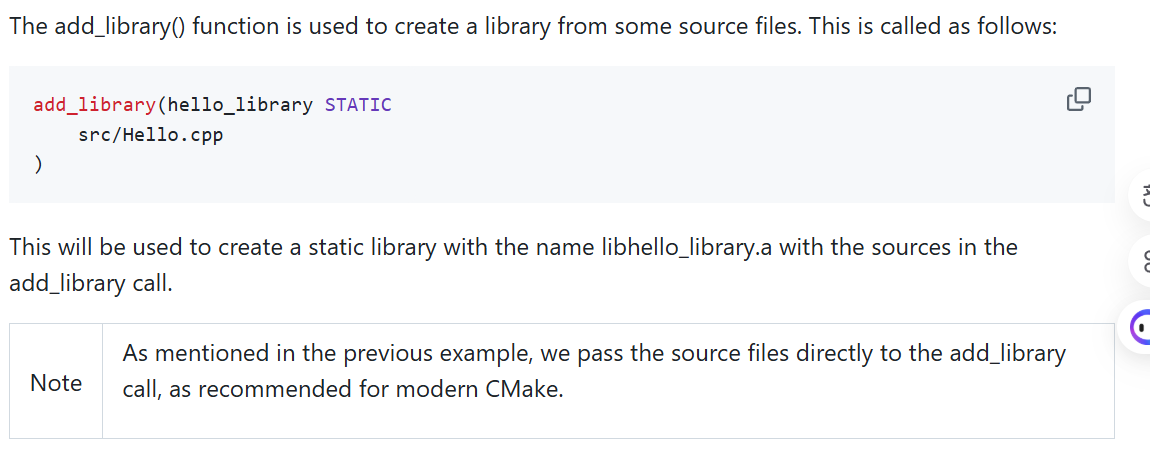 The add_library() function is used to create a library from some source files. This is called as follows:
add_library(hello_library STATIC
    src/Hello.cpp
)
This will be used to create a static library with the name libhello_library.a with the sources in the
add_library call.
Note
As mentioned in the previous example, we pass the source files directly to the add_library
call, as recommended for modern CMake.